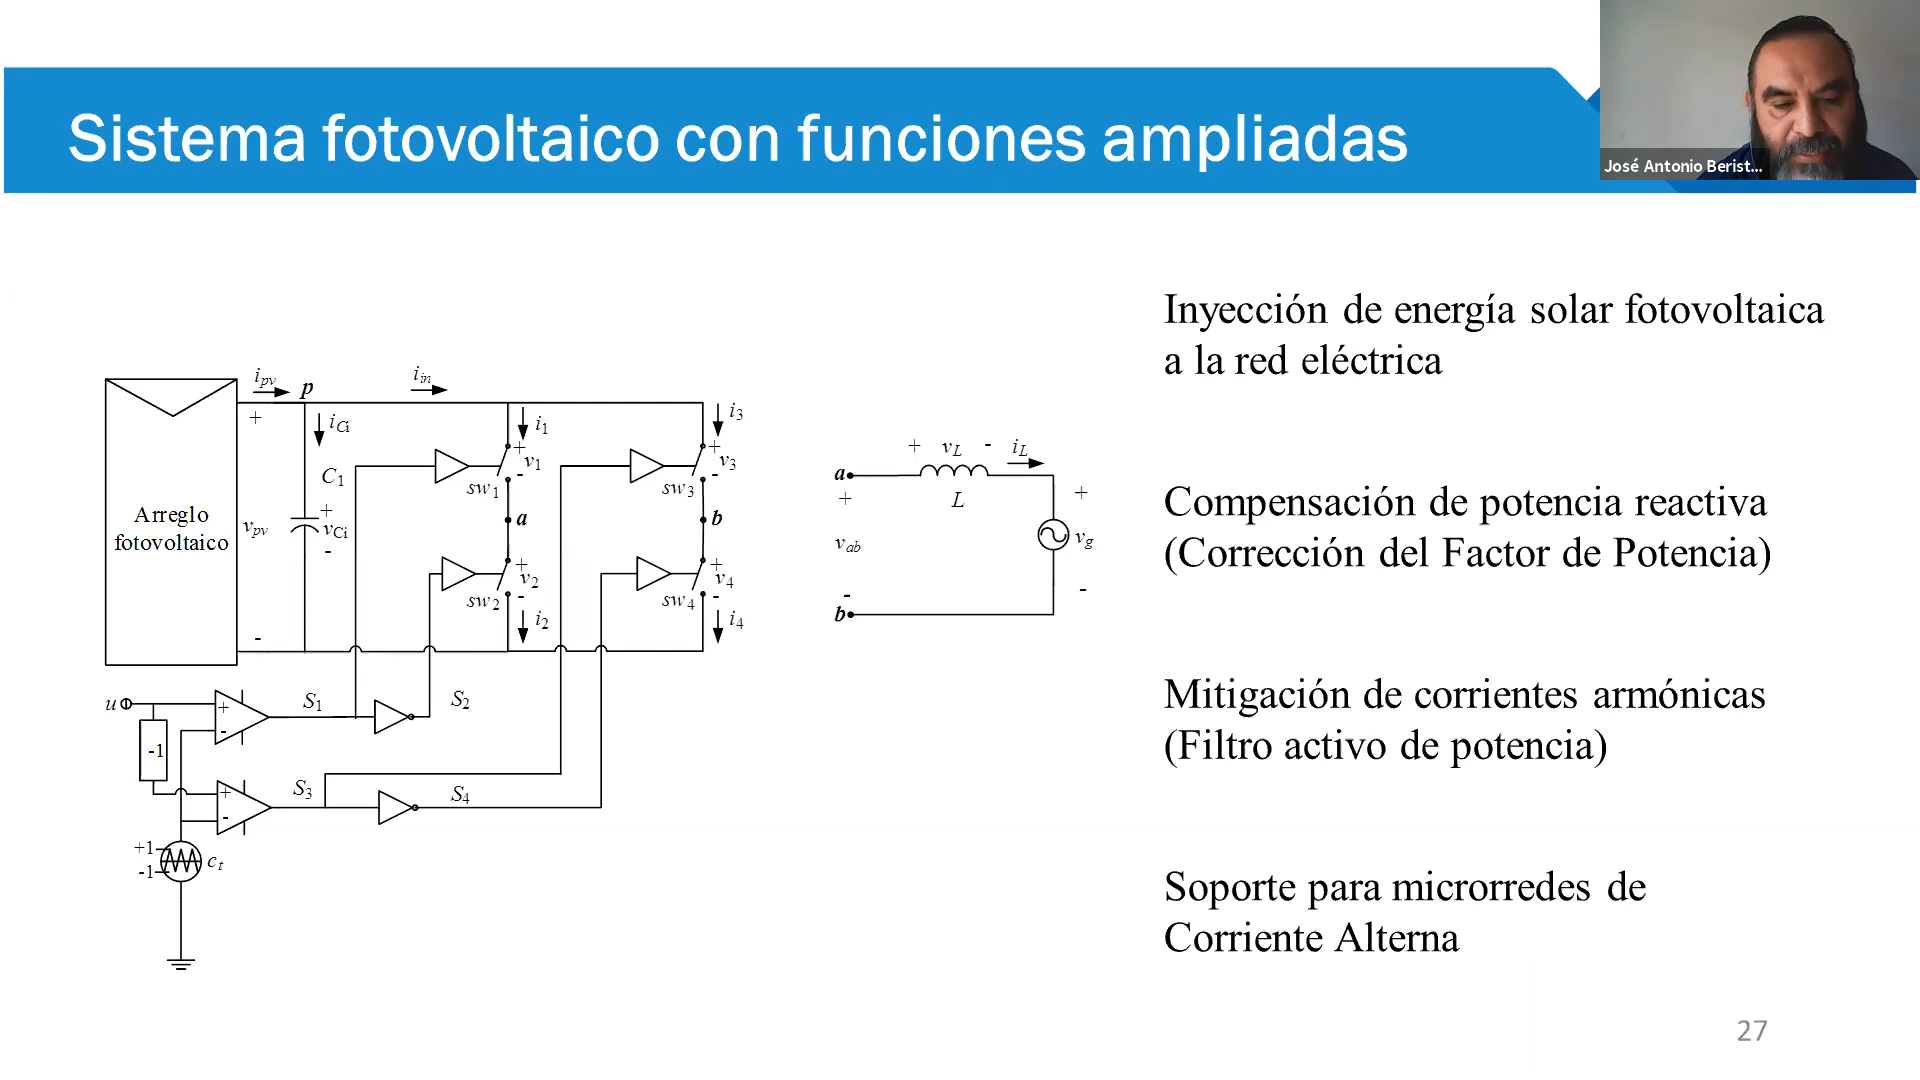 José Antonio Berist...
Sistema fotovoltaico con funciones ampliadas
Inyección de energía solar fotovoltaica
a la red eléctrica
Compensación de potencia reactiva
(Corrección del Factor de Potencia)
Mitigación de corrientes armónicas
(Filtro activo de potencia)
Soporte para microrredes de
Corriente Alterna
i_pv
p
i_in
+
i_Ci
i_1
i_3
C_1
+
v_1
-
sw_1
+
v_3
-
sw_3
Arreglo
fotovoltaico
v_pv
+
v_Ci
-
a
b
+
v_2
-
sw_2
+
v_4
-
sw_4
i_2
i_4
-
+ v_L - i_L
a
+
L
+
v_ab
v_g
-
b
-
u
+
-
S_1
S_2
-1
+
-
S_3
S_4
+1
-1
c_t
27